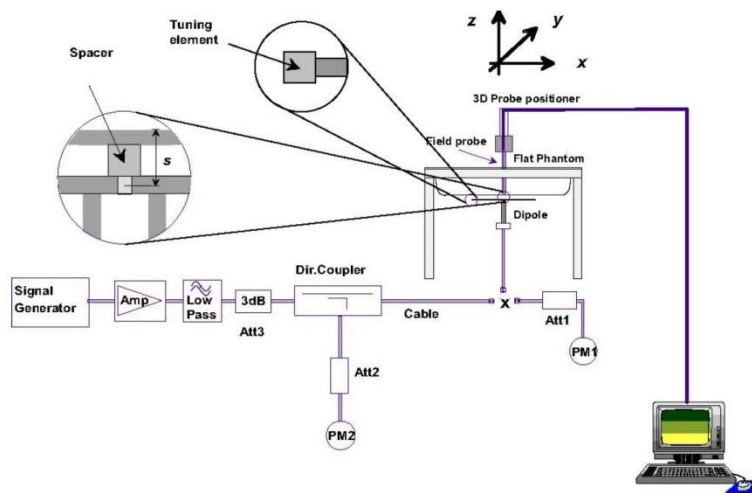 Tuning
element
Spacer
s
z
y
x
3D Probe positioner
Field probe
Flat Phantom
Dipole
Signal
Generator
Amp
Low
Pass
3dB
Att3
Dir.Coupler
Cable
x
Att1
PM1
Att2
PM2